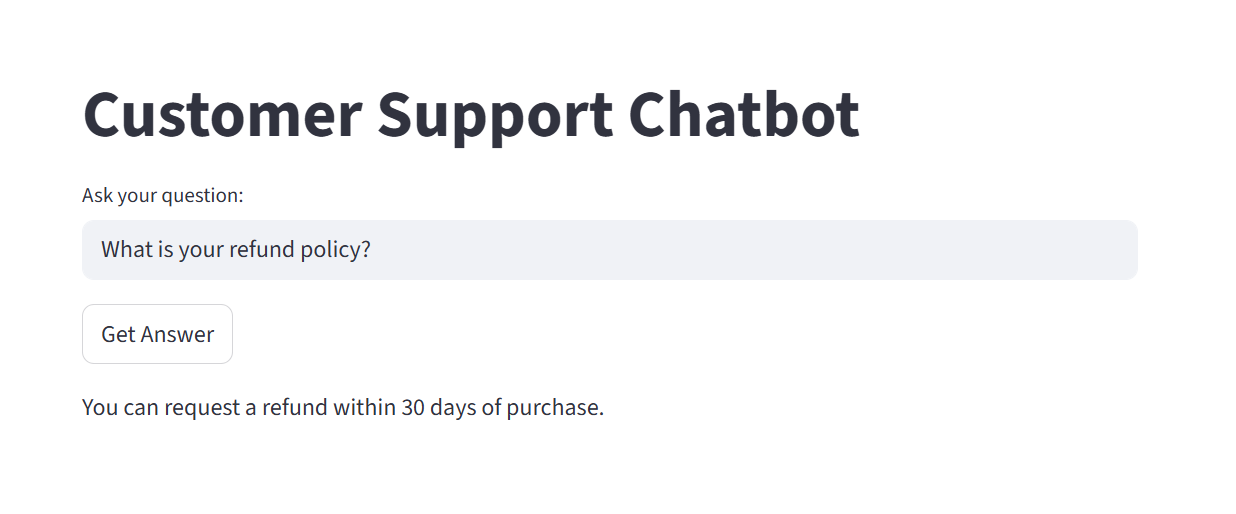 Customer Support Chatbot
Ask your question:
What is your refund policy?
Get Answer
You can request a refund within 30 days of purchase.